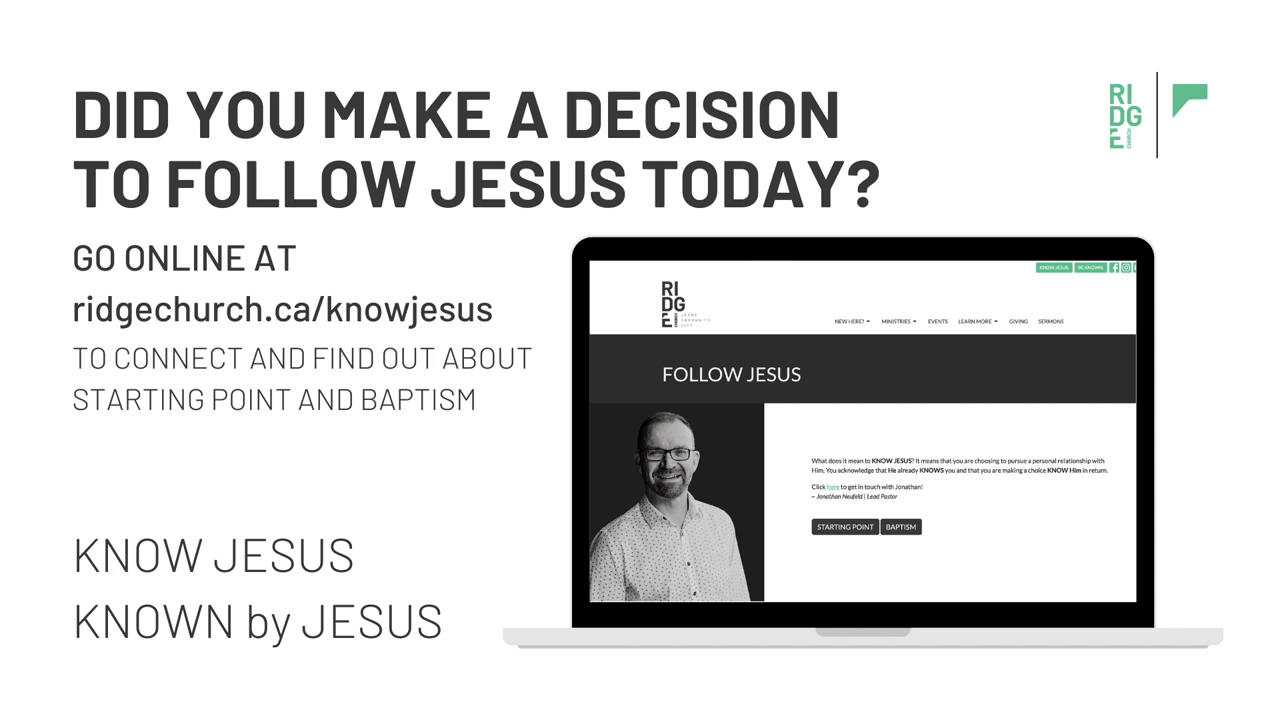 DID YOU MAKE A DECISION
TO FOLLOW JESUS TODAY?
RI
DG
E
CHURCH
GO ONLINE AT
ridgechurch.ca/knowjesus
TO CONNECT AND FIND OUT ABOUT
STARTING POINT AND BAPTISM
KNOW JESUS
KNOWN by JESUS
KNOW JESUS BE KNOWN
RI
DG
E
CHURCH
NEW HERE? MINISTRIES EVENTS LEARN MORE GIVING SERMONS
FOLLOW JESUS
What does it mean to KNOW JESUS? It means that you are choosing to pursue a personal relationship with
Him. You acknowledge that He already KNOWS you and that you are making a choice KNOW Him in return.
Click here to get in touch with Jonathan!
~ Jonathan Neufeld | Lead Pastor
STARTING POINT BAPTISM